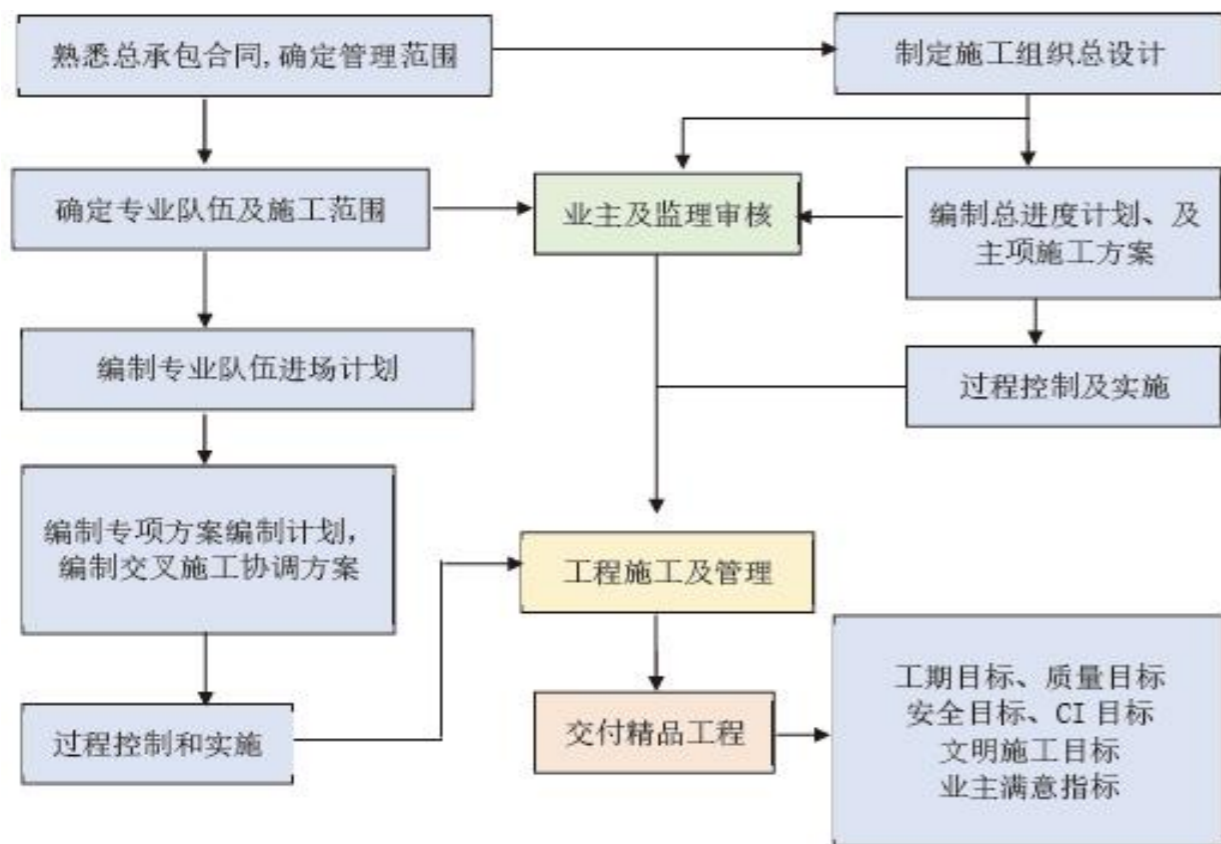 熟悉总承包合同,确定管理范围
制定施工组织总设计
确定专业队伍及施工范围
业主及监理审核
编制总进度计划、及
主项施工方案
编制专业队伍进场计划
过程控制及实施
编制专项方案编制计划，
编制交叉施工协调方案
工程施工及管理
过程控制和实施
交付精品工程
工期目标、质量目标
安全目标、CI目标
文明施工目标
业主满意指标